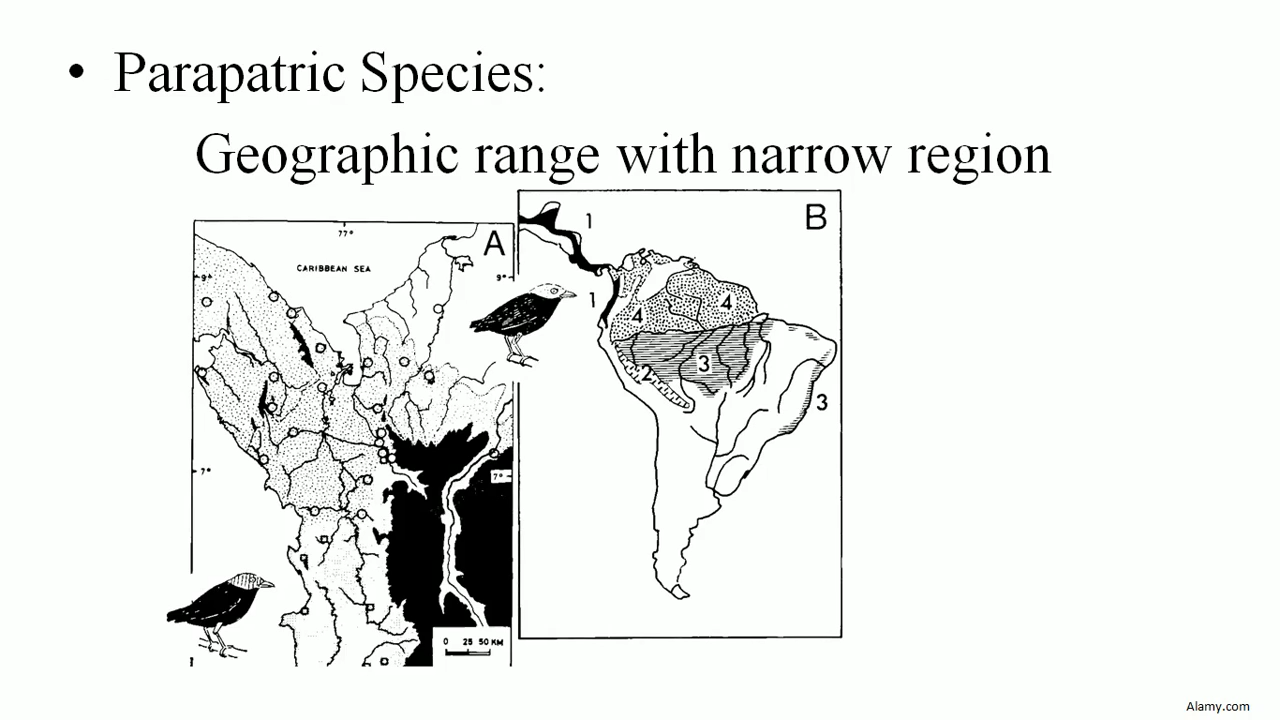 • Parapatric Species:
Geographic range with narrow region
A
77°
CARIBBEAN SEA
9°
9°
7°
7°
0 25 50 KM
B
1
1
4
4
3
2
3
Alamy.com